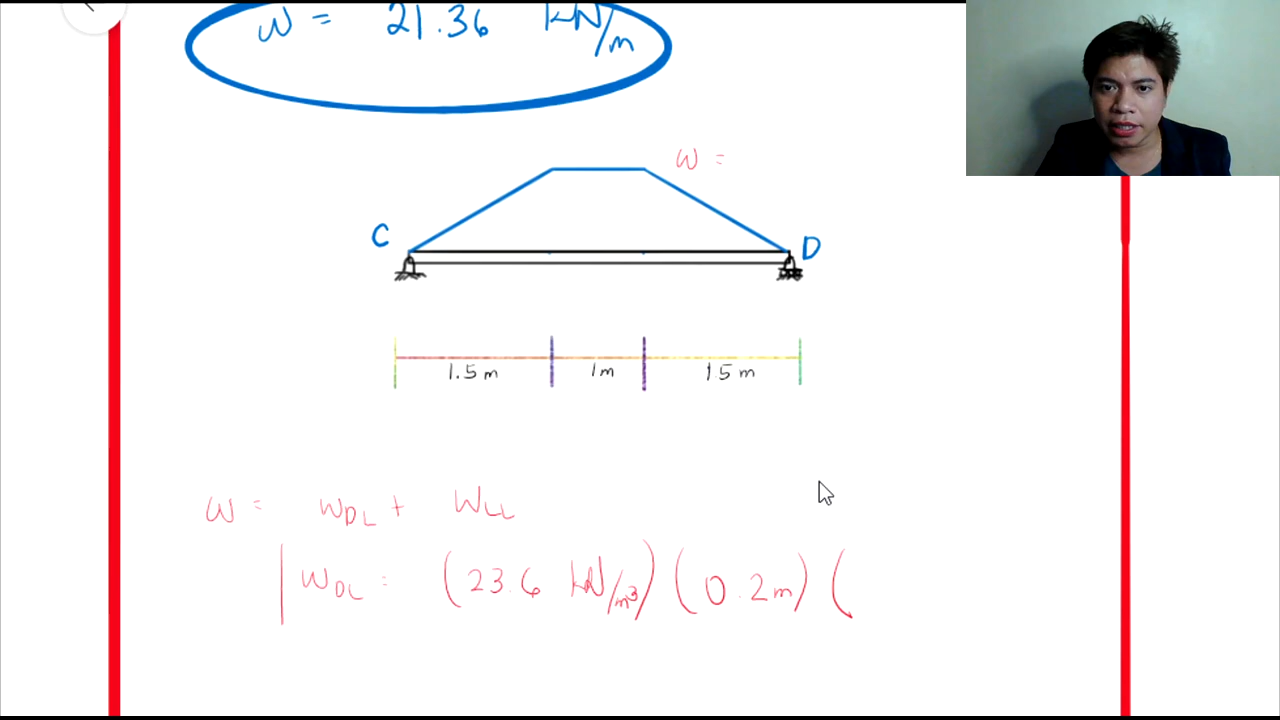 w = 21.36 kN/m
w =
C
D
1.5 m 1m 1 5 m
w = wDL + wLL
wDL = (23.6 kN/m³) (0.2m) (